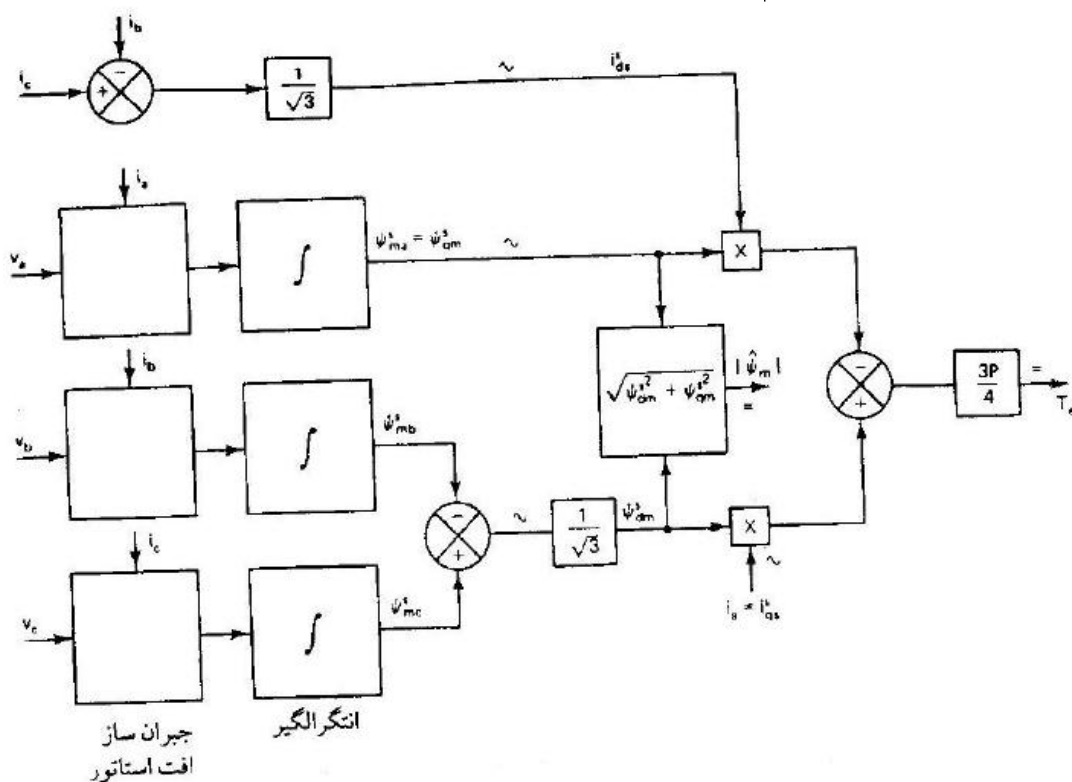 i_b
i_c
+
−
1
√3
~
i^s_ds
i_a
v_a
∫
ψ^s_ma = ψ^s_qm
~
X
i_b
v_b
∫
ψ^s_mb
√ψ^s2_dm + ψ^s2_qm
|ψ̂_m|
=
−
+
3P
4
=
T_e
−
+
~
1
√3
ψ^s_dm
X
~
i_a = i^s_qs
i_c
v_c
∫
ψ^s_mc
جبران ساز
افت استاتور
انتگرالگیر